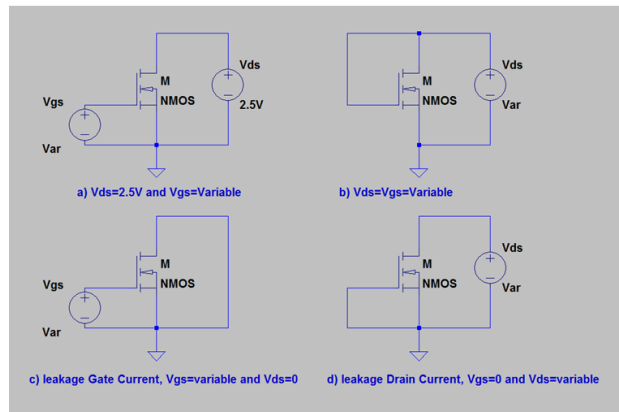 Vds
M
Vgs
NMOS
2.5V
Var
a) Vds=2.5V and Vgs=Variable
Vds
M
NMOS
Var
b) Vds=Vgs=Variable
M
Vgs
NMOS
Var
c) leakage Gate Current, Vgs=variable and Vds=0
Vds
M
NMOS
Var
d) leakage Drain Current, Vgs=0 and Vds=variable